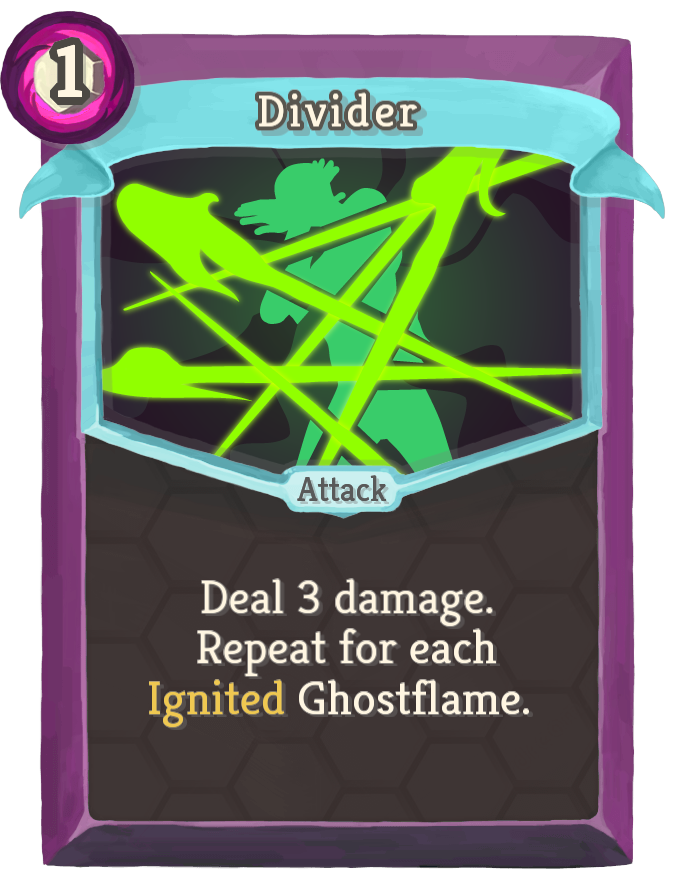 1
Divider
Attack
Deal 3 damage.
Repeat for each
Ignited Ghostflame.